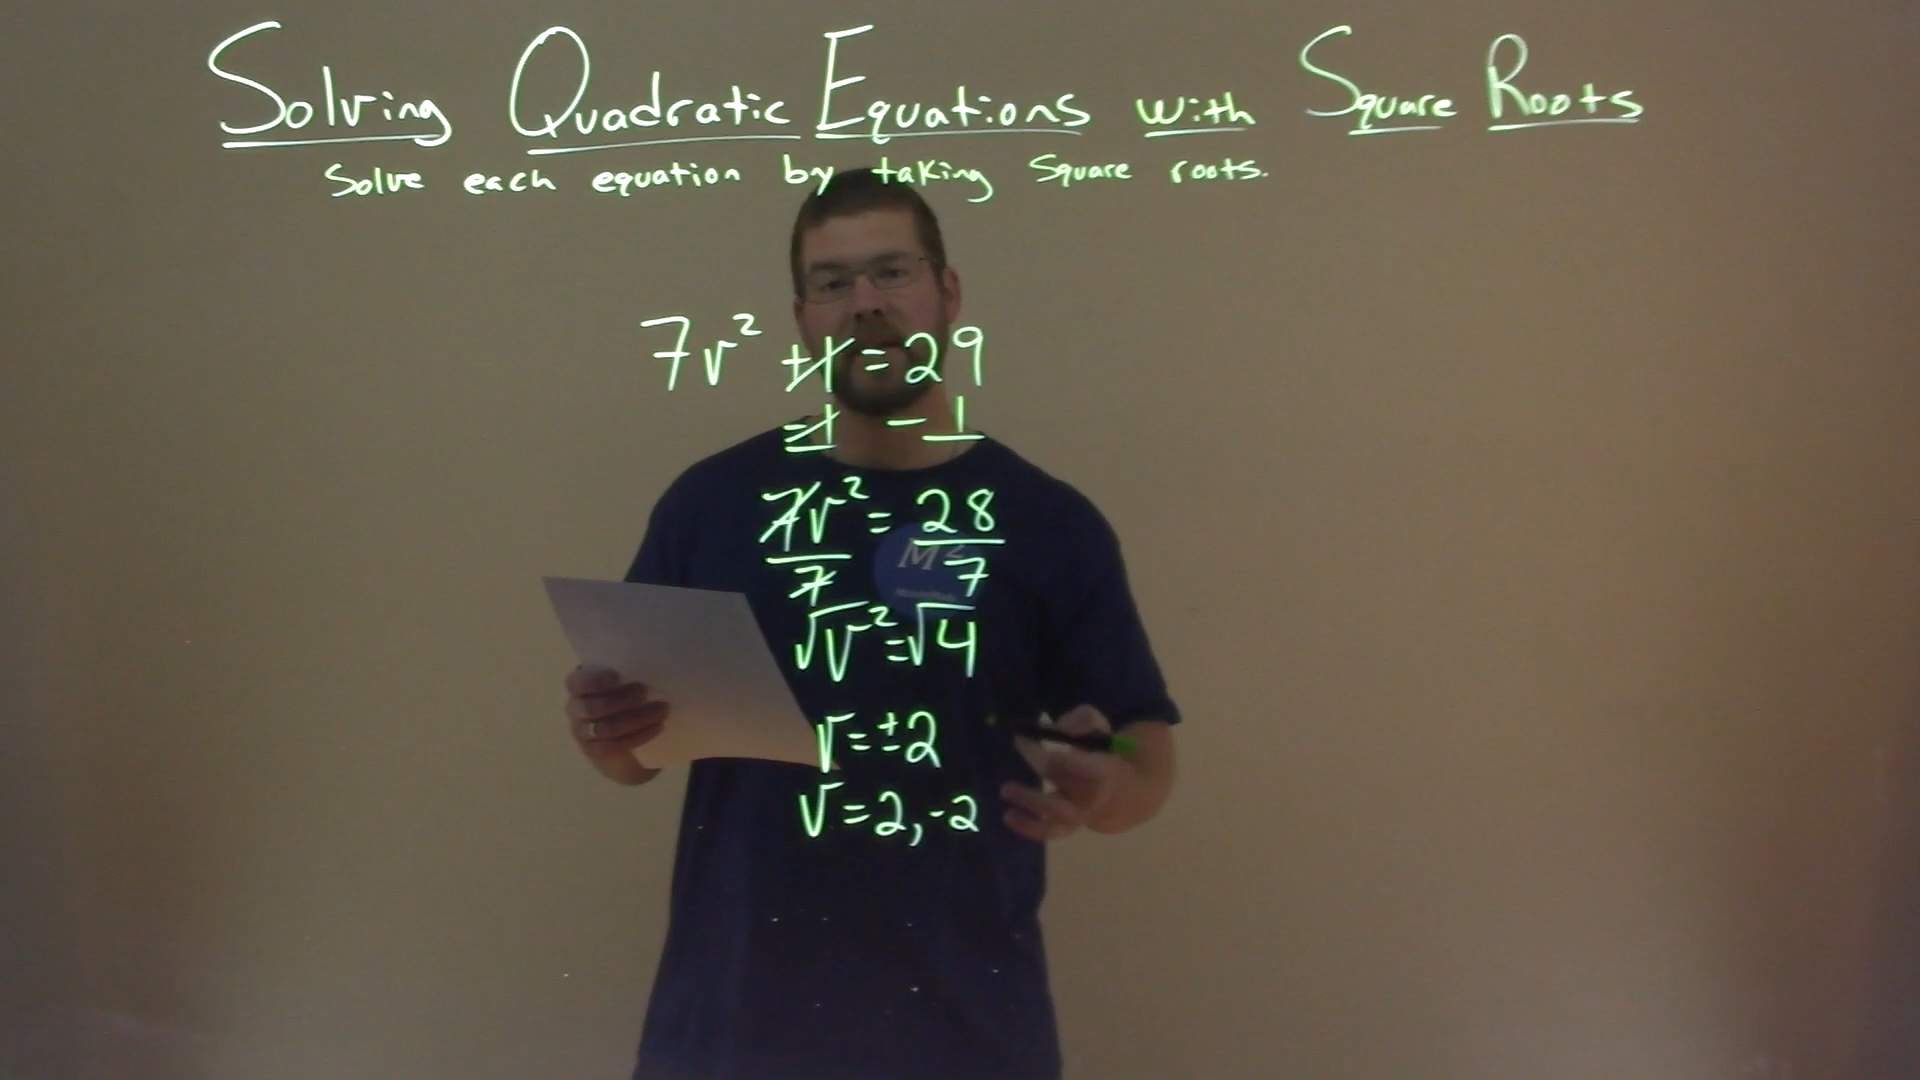 Solving Quadratic Equations with Square Roots
Solve each equation by taking square roots.
7v² +1 = 29
-1 -1
7v² = 28
7 7
√v² = √4
v = ±2
v = 2, -2
M²